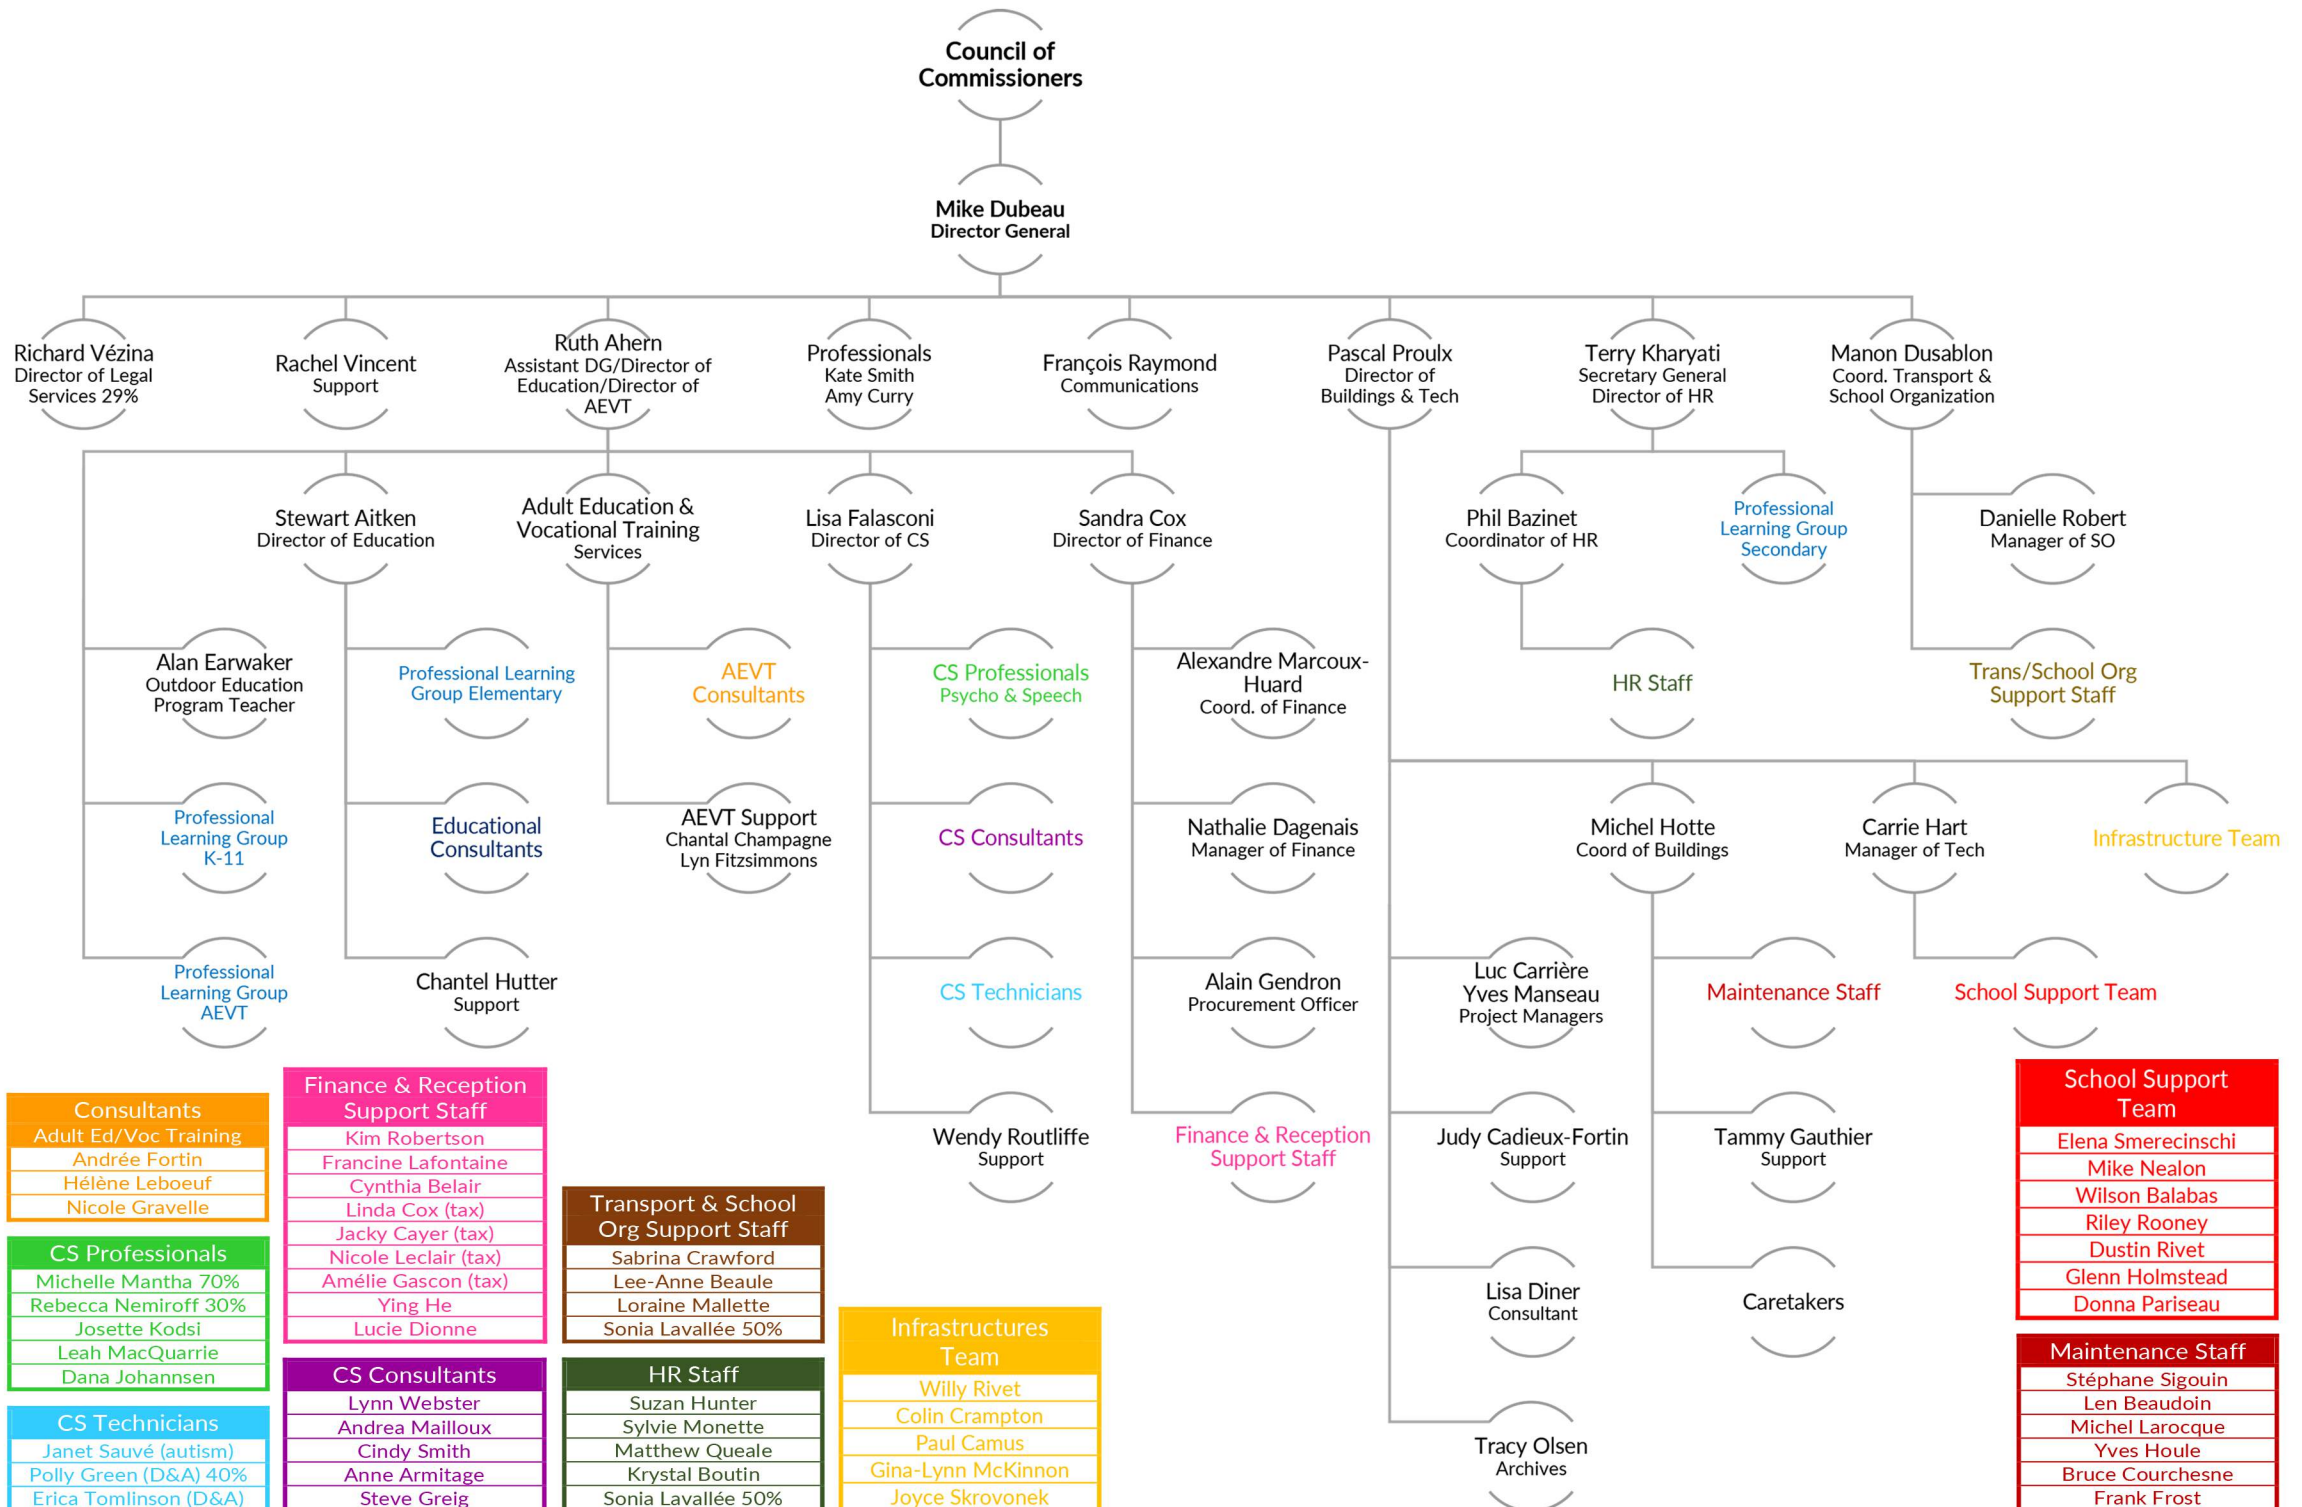 Council of
Commissioners
Mike Dubeau
Director General
Richard Vézina
Director of Legal
Services 29%
Rachel Vincent
Support
Ruth Ahern
Assistant DG/Director of
Education/Director of
AEVT
Professionals
Kate Smith
Amy Curry
François Raymond
Communications
Pascal Proulx
Director of
Buildings & Tech
Terry Kharyati
Secretary General
Director of HR
Manon Dusablon
Coord. Transport &
School Organization
Stewart Aitken
Director of Education
Adult Education &
Vocational Training
Services
Lisa Falasconi
Director of CS
Sandra Cox
Director of Finance
Phil Bazinet
Coordinator of HR
Professional
Learning Group
Secondary
Danielle Robert
Manager of SO
Alan Earwaker
Outdoor Education
Program Teacher
Professional Learning
Group Elementary
AEVT
Consultants
CS Professionals
Psycho & Speech
Alexandre Marcoux-
Huard
Coord. of Finance
HR Staff
Trans/School Org
Support Staff
Professional
Learning Group
K-11
Educational
Consultants
AEVT Support
Chantal Champagne
Lyn Fitzsimmons
CS Consultants
Nathalie Dagenais
Manager of Finance
Michel Hotte
Coord of Buildings
Carrie Hart
Manager of Tech
Infrastructure Team
Professional
Learning Group
AEVT
Chantel Hutter
Support
CS Technicians
Alain Gendron
Procurement Officer
Luc Carrière
Yves Manseau
Project Managers
Maintenance Staff
School Support Team
Wendy Routliffe
Support
Finance & Reception
Support Staff
Judy Cadieux-Fortin
Support
Tammy Gauthier
Support
Lisa Diner
Consultant
Caretakers
Tracy Olsen
Archives
Consultants
Adult Ed/Voc Training
Andrée Fortin
Hélène Leboeuf
Nicole Gravelle
CS Professionals
Michelle Mantha 70%
Rebecca Nemiroff 30%
Josette Kodsi
Leah MacQuarrie
Dana Johannsen
CS Technicians
Janet Sauvé (autism)
Polly Green (D&A) 40%
Erica Tomlinson (D&A)
Finance & Reception
Support Staff
Kim Robertson
Francine Lafontaine
Cynthia Belair
Linda Cox (tax)
Jacky Cayer (tax)
Nicole Leclair (tax)
Amélie Gascon (tax)
Ying He
Lucie Dionne
CS Consultants
Lynn Webster
Andrea Mailloux
Cindy Smith
Anne Armitage
Steve Greig
Transport & School
Org Support Staff
Sabrina Crawford
Lee-Anne Beaule
Loraine Mallette
Sonia Lavallée 50%
HR Staff
Suzan Hunter
Sylvie Monette
Matthew Queale
Krystal Boutin
Sonia Lavallée 50%
Infrastructures
Team
Willy Rivet
Colin Crampton
Paul Camus
Gina-Lynn McKinnon
Joyce Skrovonek
School Support
Team
Elena Smerecinschi
Mike Nealon
Wilson Balabas
Riley Rooney
Dustin Rivet
Glenn Holmstead
Donna Pariseau
Maintenance Staff
Stéphane Sigouin
Len Beaudoin
Michel Larocque
Yves Houle
Bruce Courchesne
Frank Frost